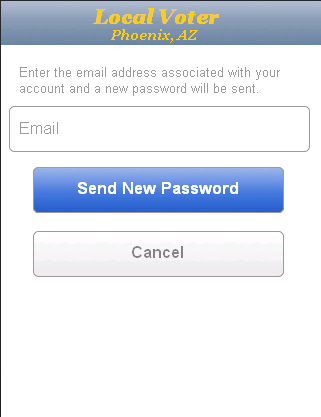 Local Voter
Phoenix, AZ
Enter the email address associated with your
account and a new password will be sent.
Email
Send New Password
Cancel